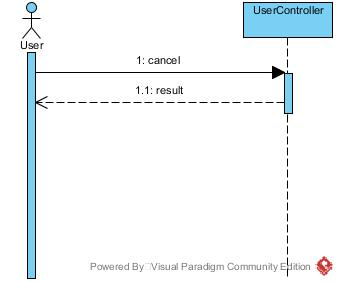 UserController
User
1: cancel
1.1: result
Powered By Visual Paradigm Community Edition